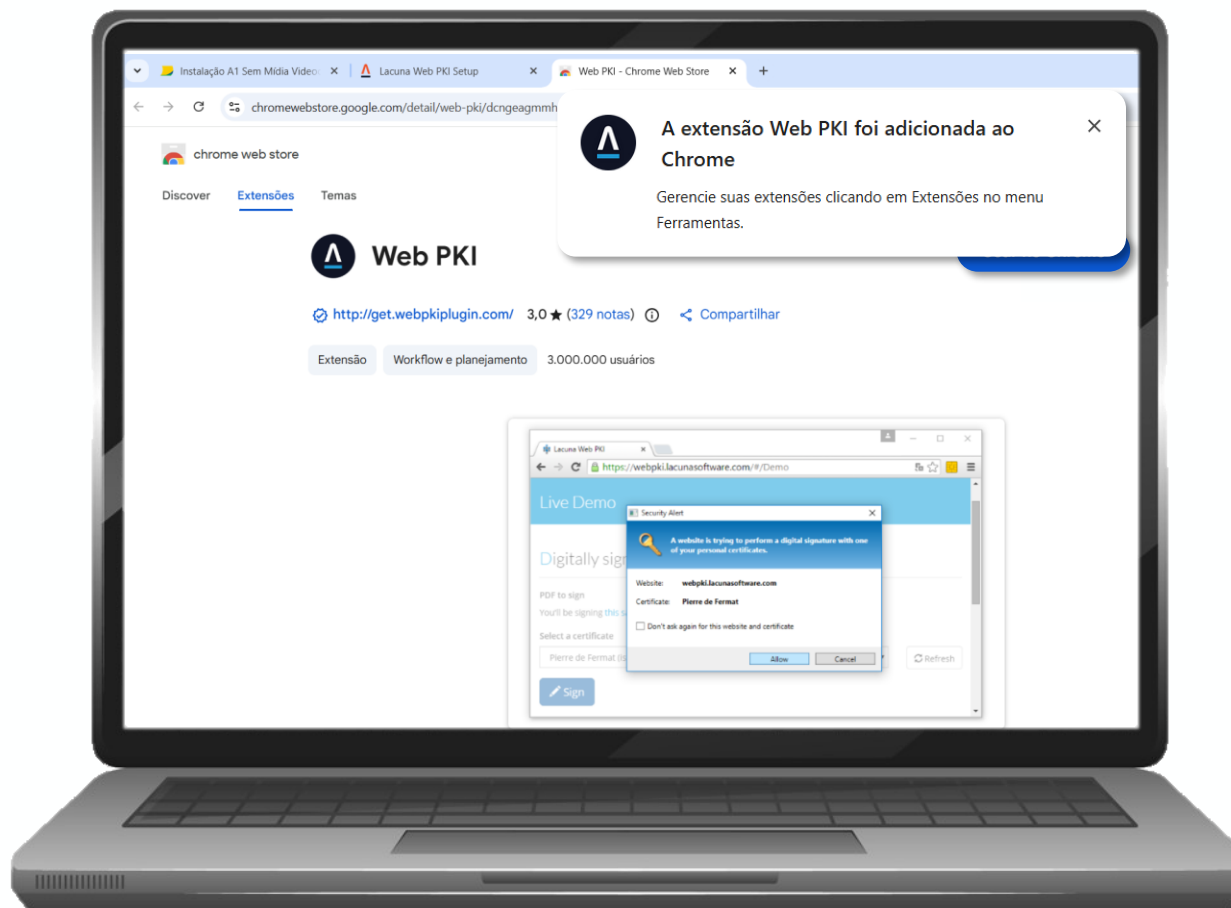 Instalação A1 Sem Mídia Video
Lacuna Web PKI Setup
Web PKI - Chrome Web Store
chromewebstore.google.com/detail/web-pki/dcngeagmmh
A extensão Web PKI foi adicionada ao
Chrome
Gerencie suas extensões clicando em Extensões no menu
Ferramentas.
chrome web store
Discover Extensões Temas
Web PKI
http://get.webpkiplugin.com/ 3,0 ★ (329 notas) Compartilhar
Extensão Workflow e planejamento 3.000.000 usuários
Lacuna Web PKI
https://webpki.lacunasoftware.com/#/Demo
Live Demo
Security Alert
A website is trying to perform a digital signature with one
of your personal certificates.
Digitally sign
Website: webpki.lacunasoftware.com
PDF to sign
Certificate: Pierre de Fermat
You'll be signing this
Don't ask again for this website and certificate
Select a certificate
Pierre de Fermat
Allow Cancel
Refresh
Sign